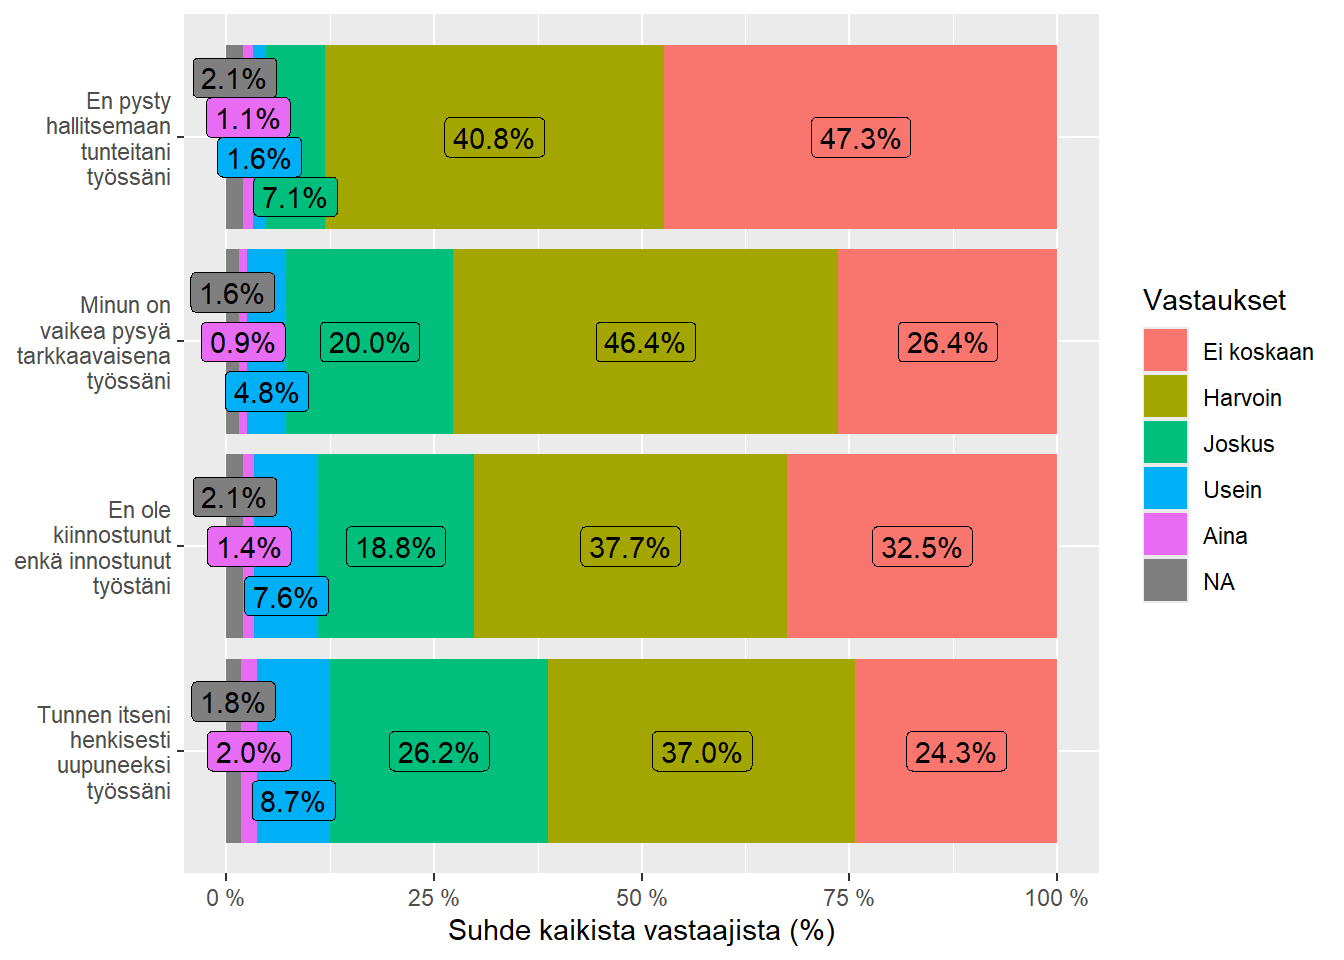 En pysty
hallitsemaan
tunteitani
työssäni
2.1%
1.1%
1.6%
7.1%
40.8%
47.3%
Minun on
vaikea pysyä
tarkkaavaisena
työssäni
1.6%
0.9%
4.8%
20.0%
46.4%
26.4%
En ole
kiinnostunut
enkä innostunut
työstäni
2.1%
1.4%
7.6%
18.8%
37.7%
32.5%
Tunnen itseni
henkisesti
uupuneeksi
työssäni
1.8%
2.0%
8.7%
26.2%
37.0%
24.3%
0 %
25 %
50 %
75 %
100 %
Suhde kaikista vastaajista (%)
Vastaukset
Ei koskaan
Harvoin
Joskus
Usein
Aina
NA